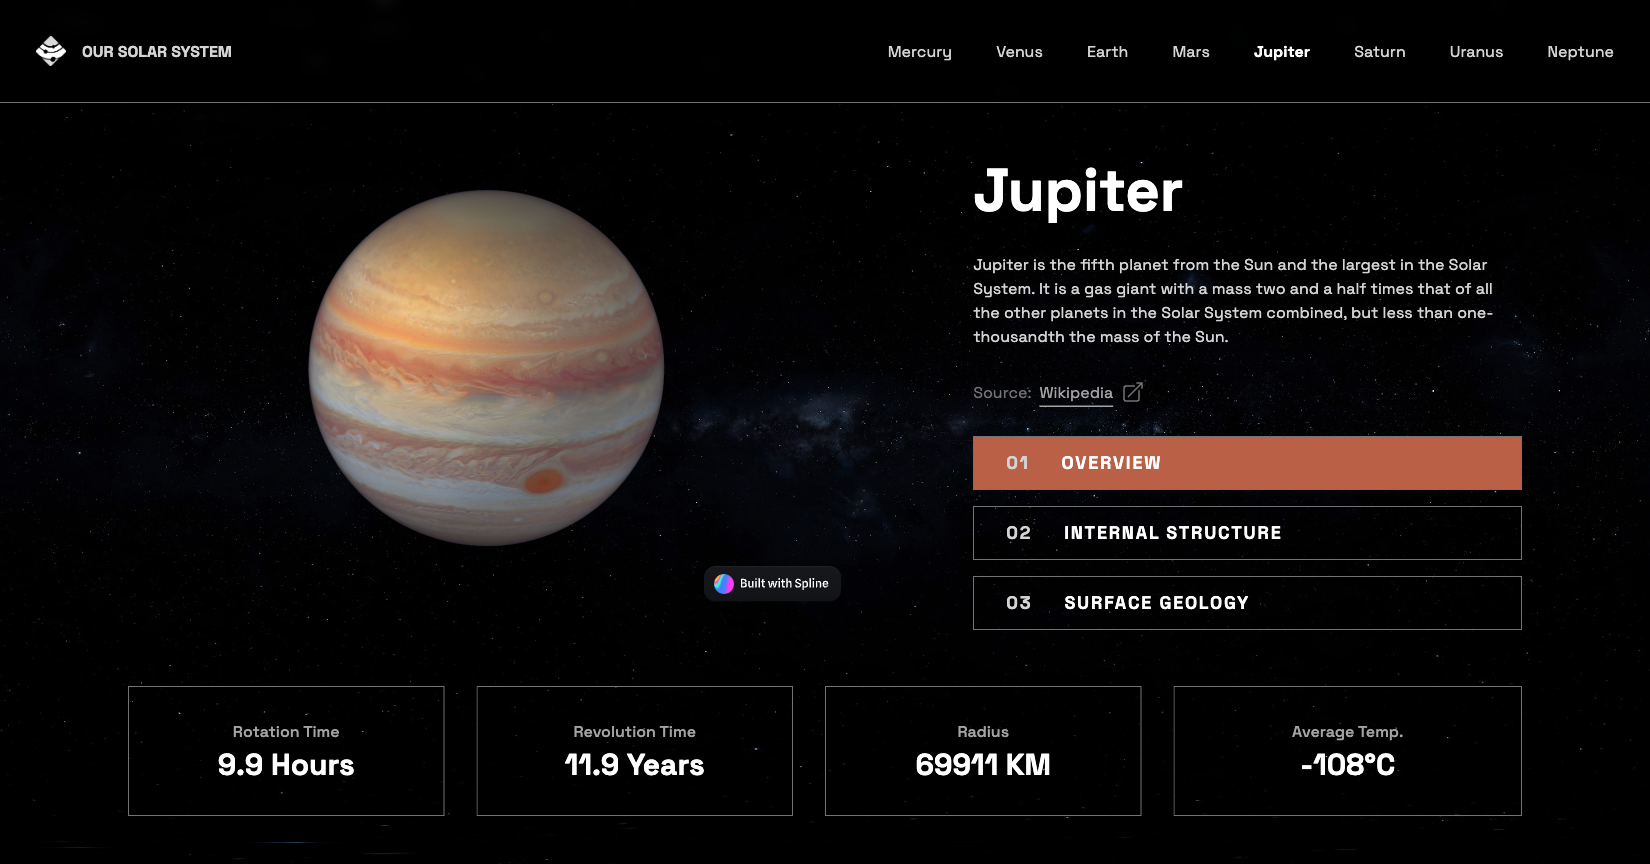 OUR SOLAR SYSTEM
Mercury Venus Earth Mars Jupiter Saturn Uranus Neptune
Jupiter
Jupiter is the fifth planet from the Sun and the largest in the Solar
System. It is a gas giant with a mass two and a half times that of all
the other planets in the Solar System combined, but less than one-
thousandth the mass of the Sun.
Source: Wikipedia
01 OVERVIEW
02 INTERNAL STRUCTURE
03 SURFACE GEOLOGY
Built with Spline
Rotation Time
9.9 Hours
Revolution Time
11.9 Years
Radius
69911 KM
Average Temp.
-108°C